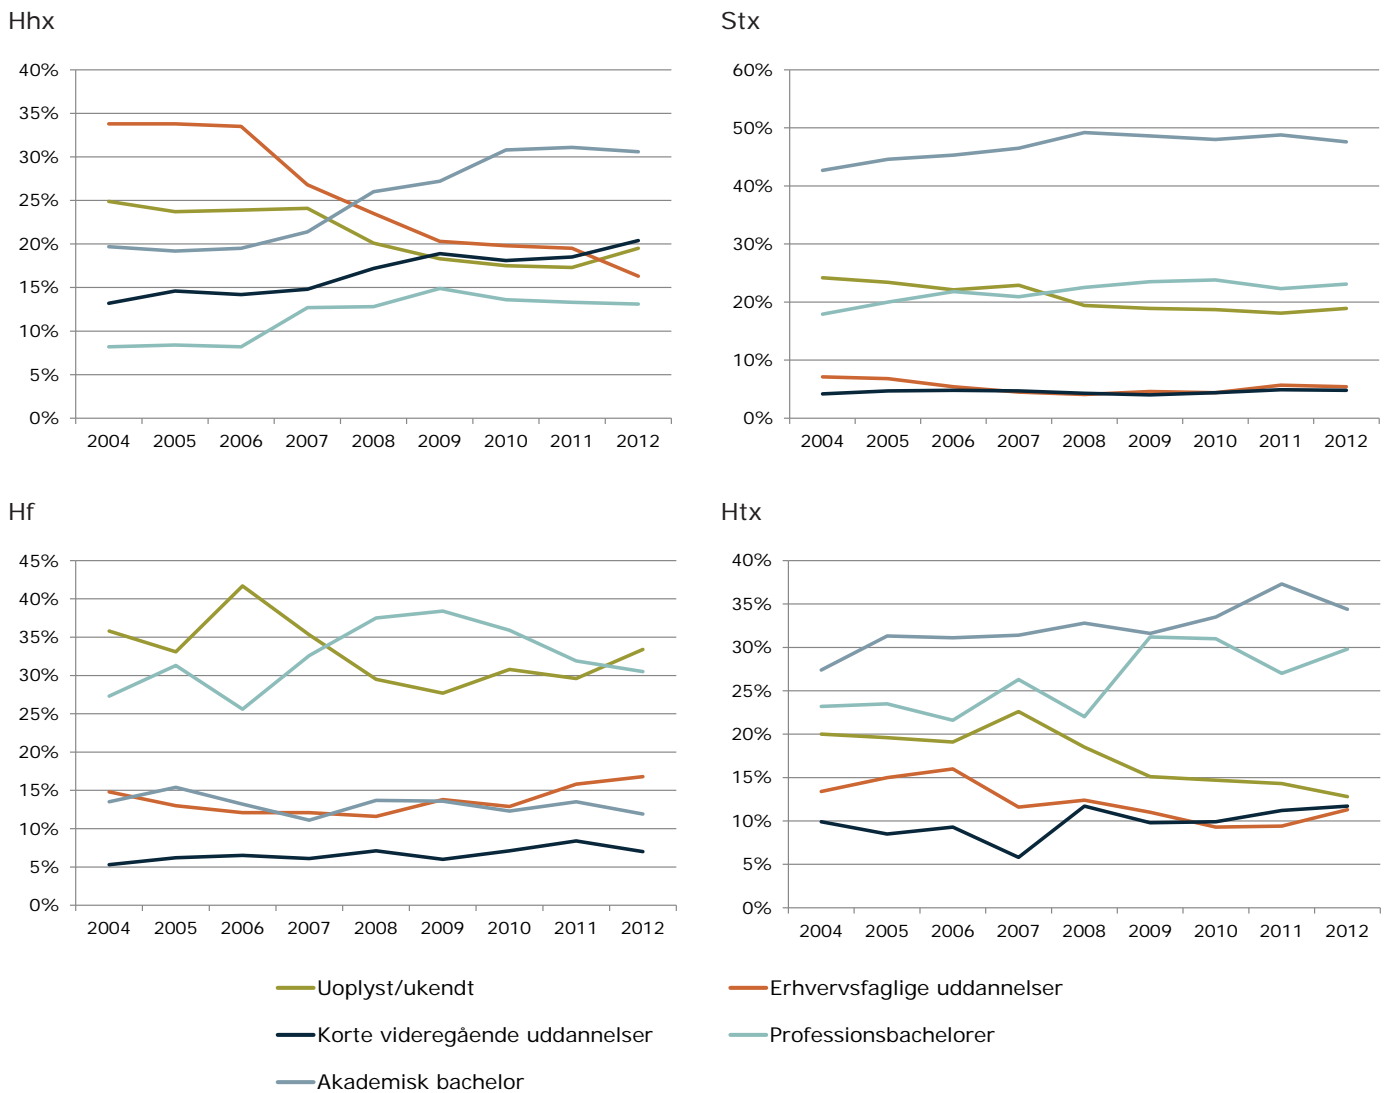 Hhx
40%
35%
30%
25%
20%
15%
10%
5%
0%
2004 2005 2006 2007 2008 2009 2010 2011 2012
Stx
60%
50%
40%
30%
20%
10%
0%
2004 2005 2006 2007 2008 2009 2010 2011 2012
Hf
45%
40%
35%
30%
25%
20%
15%
10%
5%
0%
2004 2005 2006 2007 2008 2009 2010 2011 2012
Htx
40%
35%
30%
25%
20%
15%
10%
5%
0%
2004 2005 2006 2007 2008 2009 2010 2011 2012
Uoplyst/ukendt
Erhvervsfaglige uddannelser
Korte videregående uddannelser
Professionsbachelorer
Akademisk bachelor